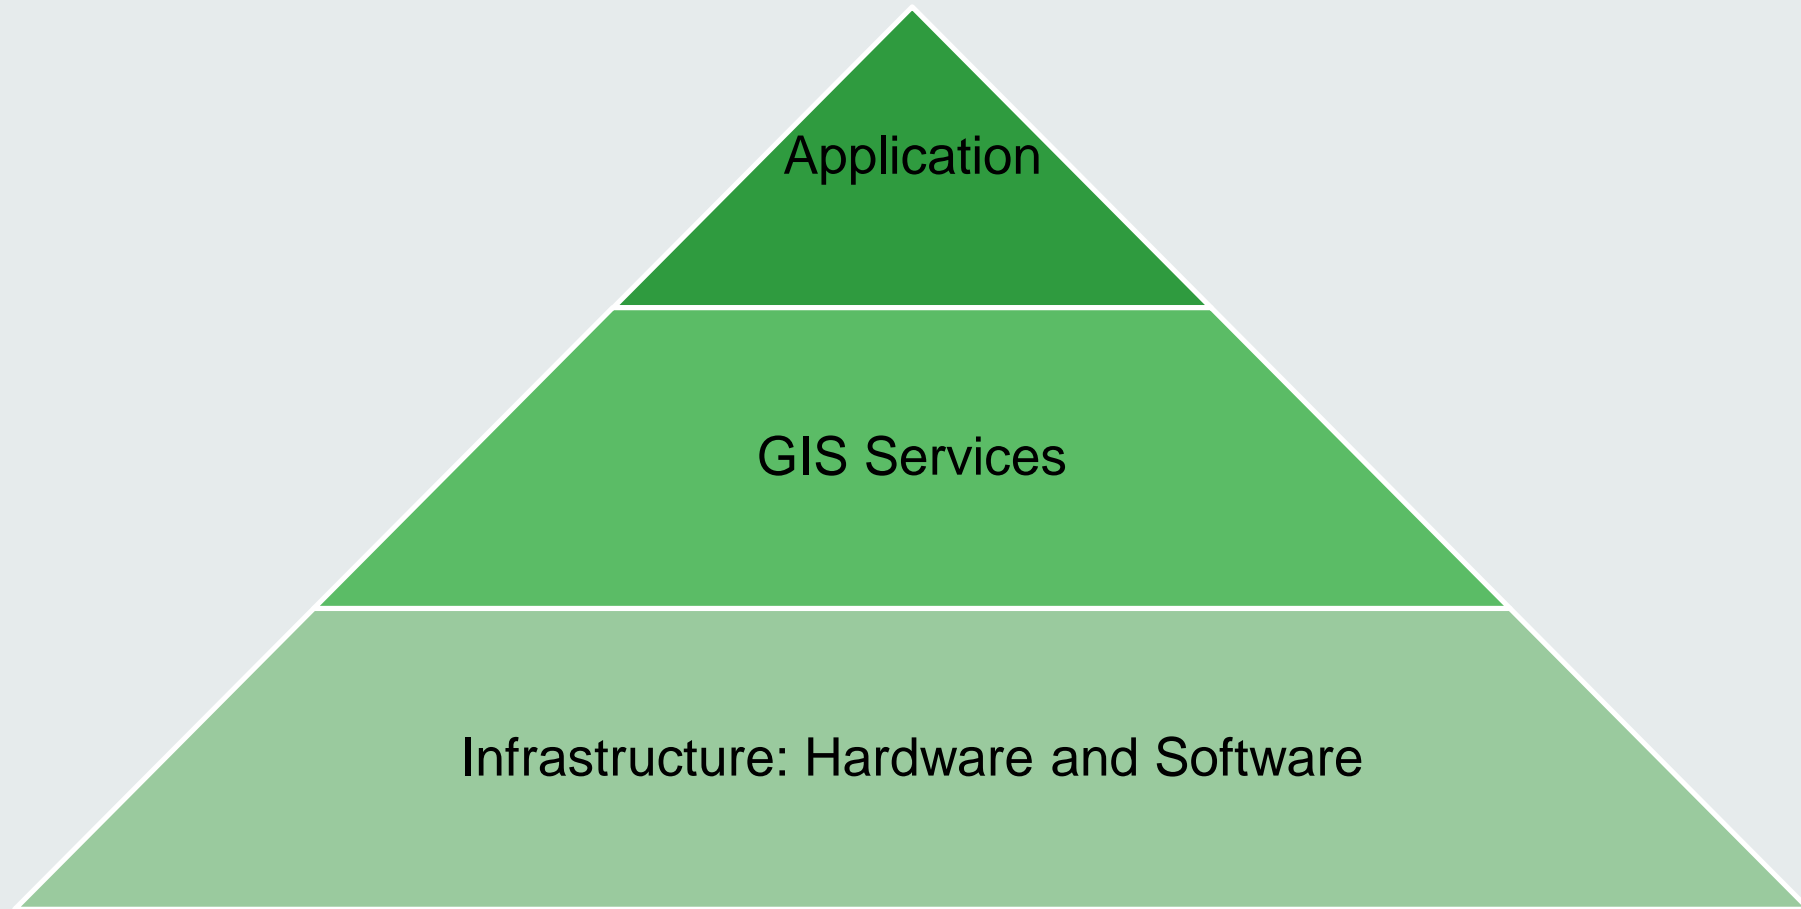 Application
GIS Services
Infrastructure: Hardware and Software